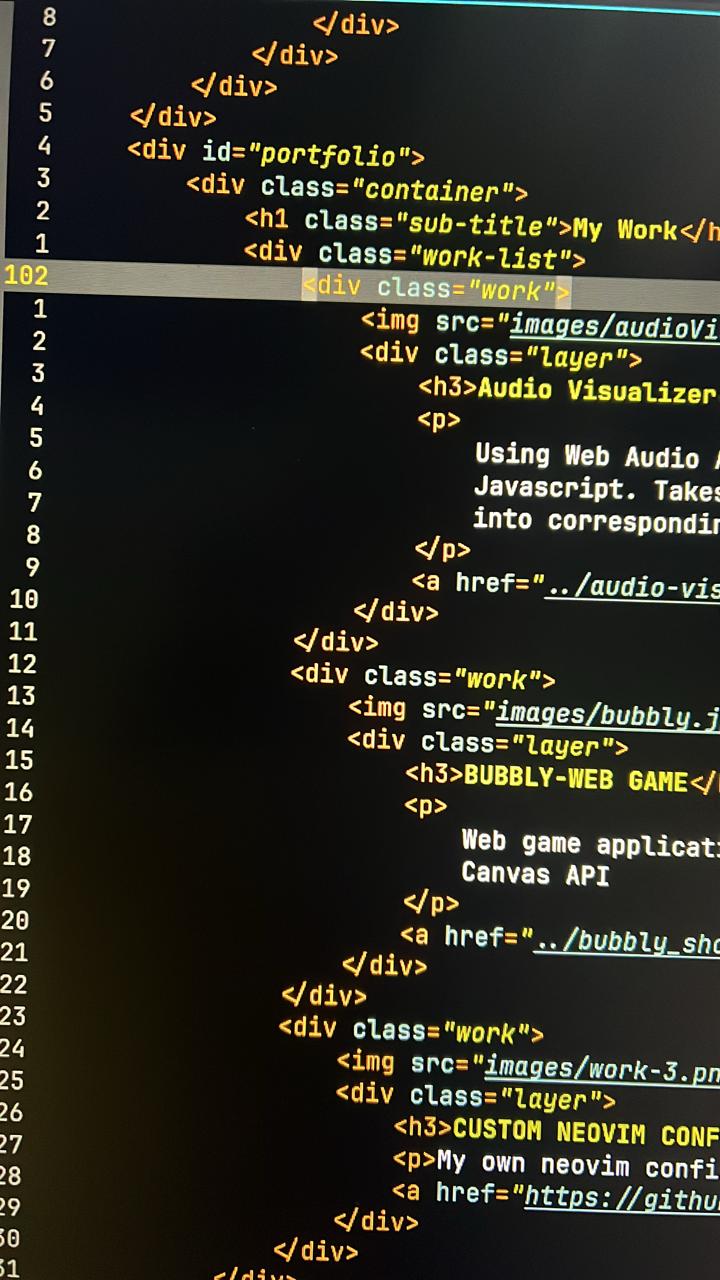 8 </div>
7 </div>
6 </div>
5 </div>
4 <div id="portfolio">
3 <div class="container">
2 <h1 class="sub-title">My Work</h
1 <div class="work-list">
102 <div class="work">
1 <img src="images/audioVi
2 <div class="layer">
3 <h3>Audio Visualizer
4 <p>
5 Using Web Audio
6 Javascript. Takes
7 into correspondin
8 </p>
9 <a href="../audio-vis
10 </div>
11 </div>
12 <div class="work">
13 <img src="images/bubbly.j
14 <div class="layer">
15 <h3>BUBBLY-WEB GAME</
16 <p>
17 Web game applicati
18 Canvas API
19 </p>
20 <a href="../bubbly_sho
21 </div>
22 </div>
23 <div class="work">
24 <img src="images/work-3.pn
25 <div class="layer">
26 <h3>CUSTOM NEOVIM CONF
27 <p>My own neovim confi
28 <a href="https://githu
29 </div>
30 </div>
31 </div>